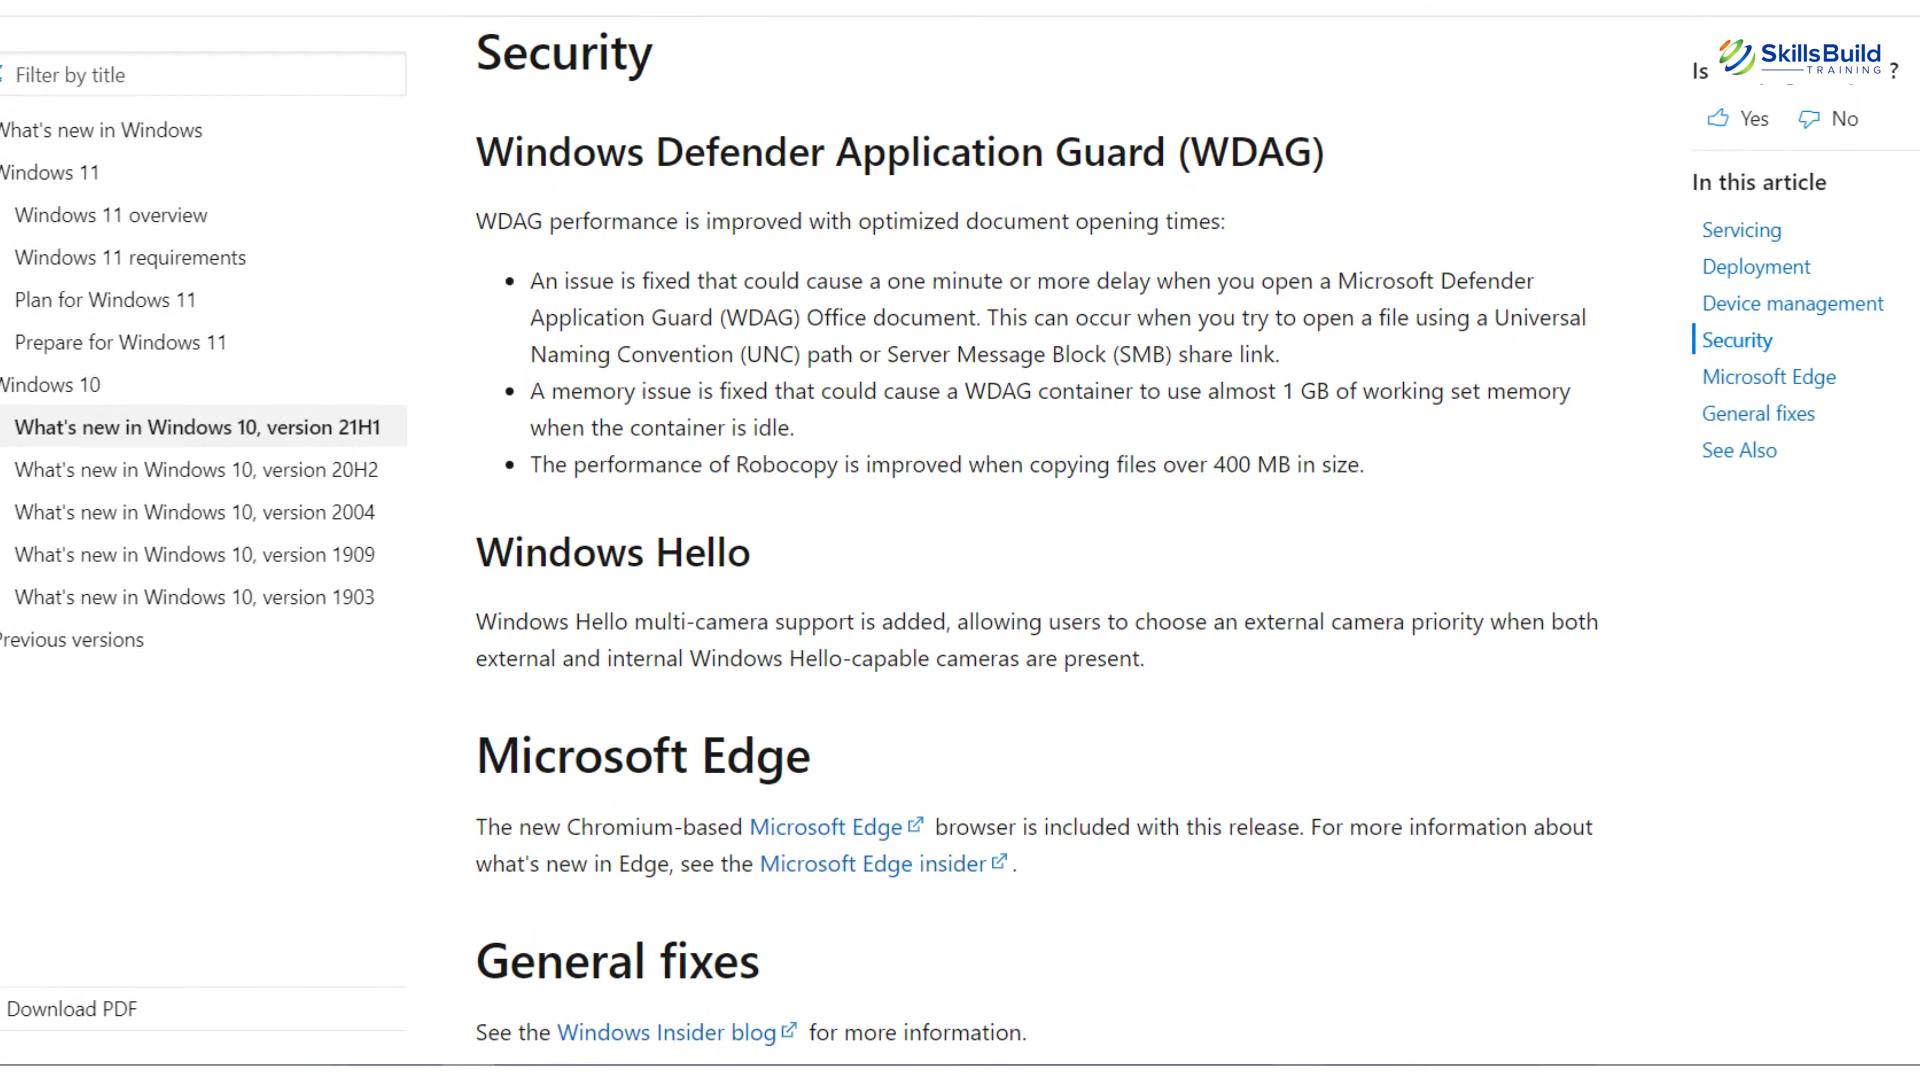 Security
SkillsBuild
TRAINING
Is ?
Filter by title
Yes No
What's new in Windows
Windows Defender Application Guard (WDAG)
Windows 11
In this article
Windows 11 overview
WDAG performance is improved with optimized document opening times:
Servicing
Windows 11 requirements
Deployment
Plan for Windows 11
Device management
Prepare for Windows 11
Security
Windows 10
Microsoft Edge
What's new in Windows 10, version 21H1
General fixes
What's new in Windows 10, version 20H2
See Also
What's new in Windows 10, version 2004
What's new in Windows 10, version 1909
What's new in Windows 10, version 1903
Previous versions
Download PDF
• An issue is fixed that could cause a one minute or more delay when you open a Microsoft Defender
Application Guard (WDAG) Office document. This can occur when you try to open a file using a Universal
Naming Convention (UNC) path or Server Message Block (SMB) share link.
• A memory issue is fixed that could cause a WDAG container to use almost 1 GB of working set memory
when the container is idle.
• The performance of Robocopy is improved when copying files over 400 MB in size.
Windows Hello
Windows Hello multi-camera support is added, allowing users to choose an external camera priority when both
external and internal Windows Hello-capable cameras are present.
Microsoft Edge
The new Chromium-based Microsoft Edge browser is included with this release. For more information about
what's new in Edge, see the Microsoft Edge insider.
General fixes
See the Windows Insider blog for more information.